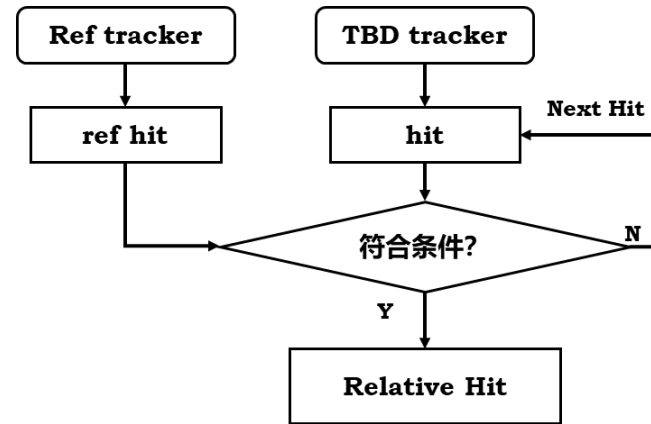 Ref tracker
TBD tracker
ref hit
hit
Next Hit
符合条件?
N
Y
Relative Hit